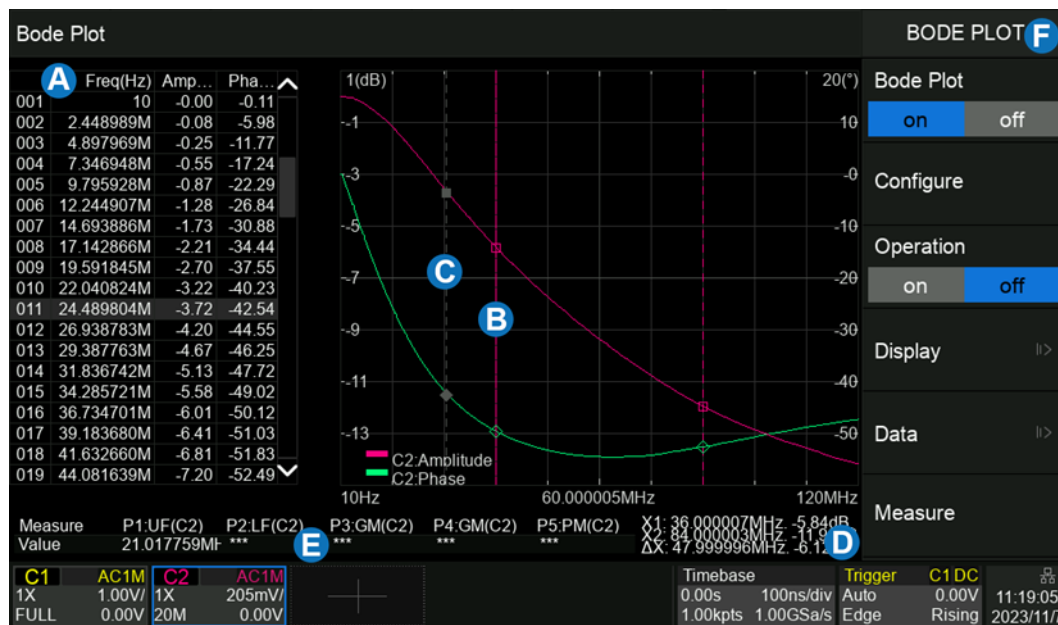 Bode Plot
BODE PLOT
F
A
Freq(Hz) Amp... Pha...
001 10 -0.00 -0.11
002 2.448989M -0.08 -5.98
003 4.897969M -0.25 -11.77
004 7.346948M -0.55 -17.24
005 9.795928M -0.87 -22.29
006 12.244907M -1.28 -26.84
007 14.693886M -1.73 -30.88
008 17.142866M -2.21 -34.44
009 19.591845M -2.70 -37.55
010 22.040824M -3.22 -40.23
011 24.489804M -3.72 -42.54
012 26.938783M -4.20 -44.55
013 29.387763M -4.67 -46.25
014 31.836742M -5.13 -47.72
015 34.285721M -5.58 -49.02
016 36.734701M -6.01 -50.12
017 39.183680M -6.41 -51.03
018 41.632660M -6.81 -51.83
019 44.081639M -7.20 -52.49
1(dB) 20(°)
-1 10
-3 -0
-5 -10
-7 -20
-9 -30
-11 -40
-13 -50
C
B
C2:Amplitude
C2:Phase
10Hz 60.000005MHz 120MHz
Bode Plot
on off
Configure
Operation
on off
Display
Data
Measure
Measure P1:UF(C2) P2:LF(C2) P3:GM(C2) P4:GM(C2) P5:PM(C2)
Value 21.017759MH *** *** *** ***
E
X1: 36.000007MHz. -5.84dB
X2: 84.000003MHz. -11.9
ΔX: 47.999996MHz. -6.12
D
C1 AC1M
1X 1.00V/
FULL 0.00V
C2 AC1M
1X 205mV/
20M 0.00V
Timebase
0.00s 100ns/div
1.00kpts 1.00GSa/s
Trigger C1 DC
Auto 0.00V
Edge Rising
11:19:05
2023/11/